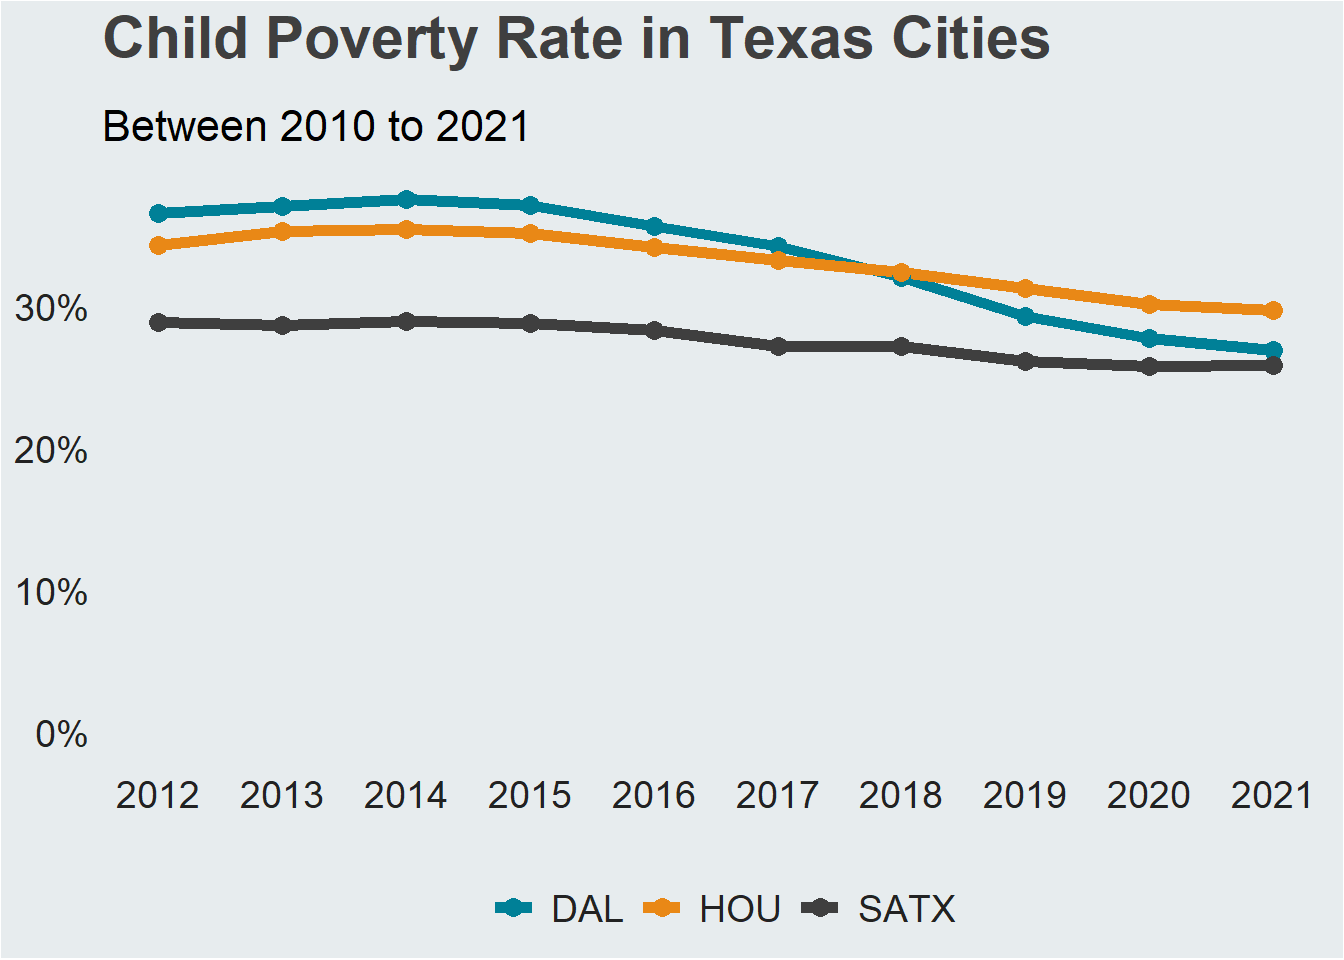 Child Poverty Rate in Texas Cities
Between 2010 to 2021
30%
20%
10%
0%
2012 2013 2014 2015 2016 2017 2018 2019 2020 2021
DAL HOU SATX